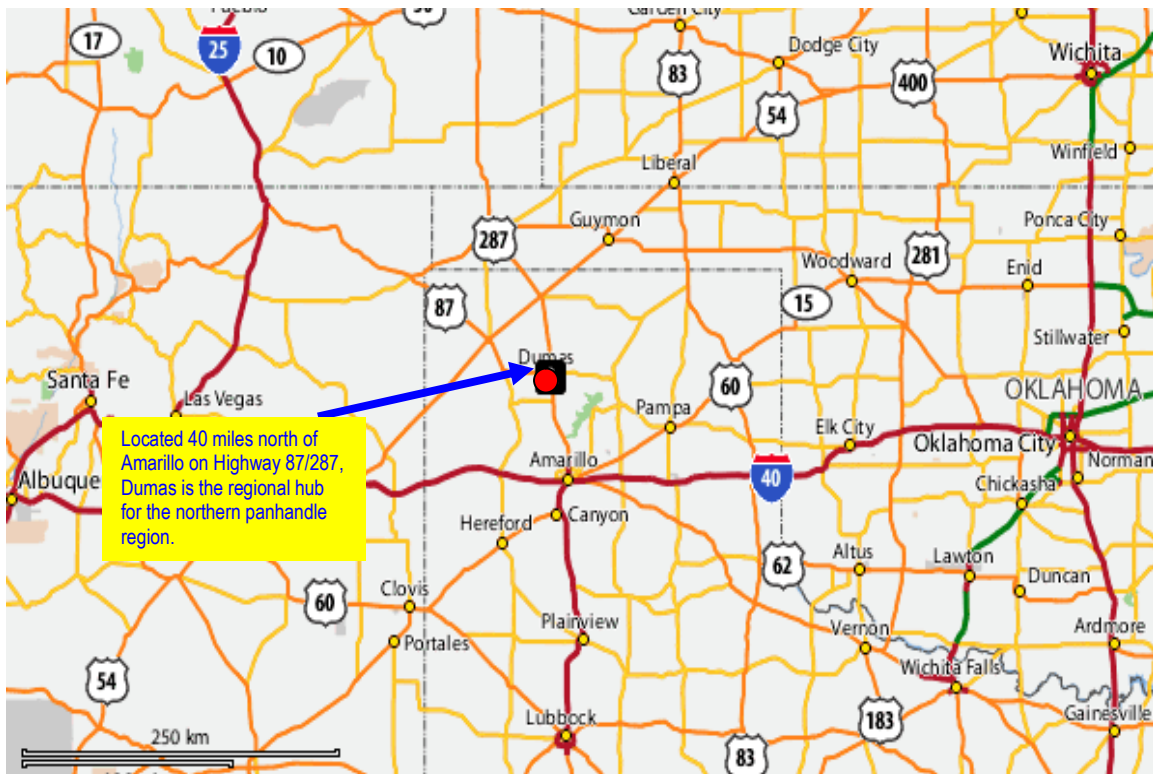 Pueblo
50
Garden City
17
25
10
Dodge City
Wichita
83
400
54
Winfield
Liberal
Guymon
Ponca City
287
281
Woodward
Enid
87
15
Stillwater
Dumas
Santa Fe
Las Vegas
60
OKLAHOMA
Pampa
Elk City
Oklahoma City
Located 40 miles north of
Amarillo on Highway 87/287,
Dumas is the regional hub
for the northern panhandle
region.
Amarillo
40
Norman
Albuque
Chickasha
Hereford
Canyon
62
Altus
Lawton
Duncan
60
Clovis
Plainview
Portales
Vernon
Ardmore
Wichita Falls
54
Lubbock
183
Gainesville
250 km
83